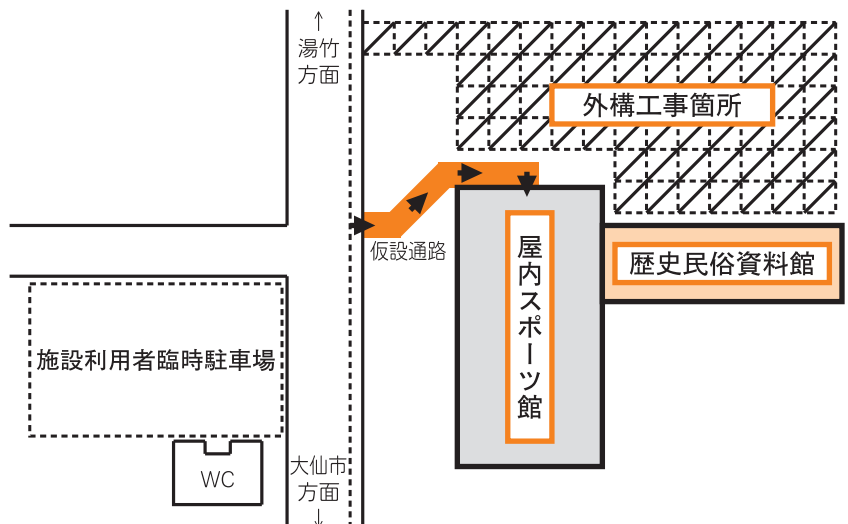 ↑
湯竹
方面
外構工事箇所
仮設通路
屋内スポーツ館
歴史民俗資料館
施設利用者臨時駐車場
WC
大仙市
方面
↓